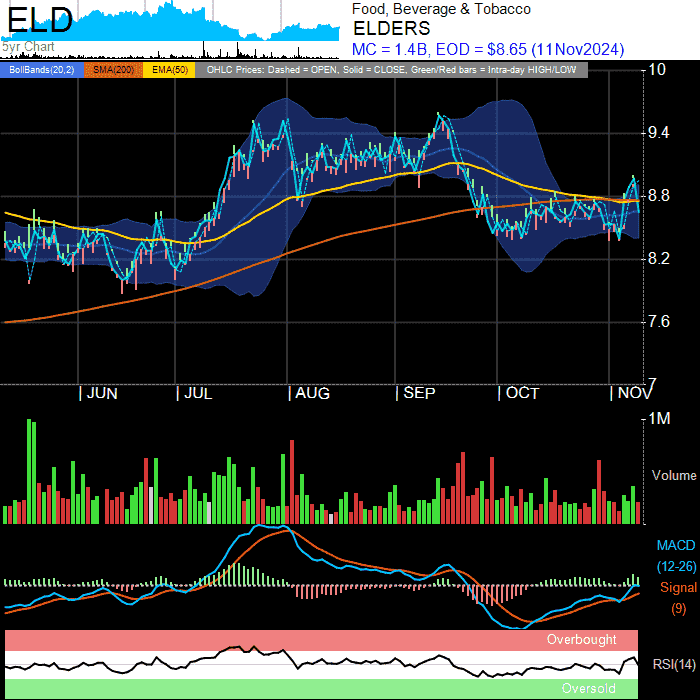 ELD
5yr Chart
Food, Beverage & Tobacco
ELDERS
MC = 1.4B, EOD = $8.65 (11Nov2024)
BollBands(20,2) SMA(200) EMA(50) OHLC Prices: Dashed = OPEN, Solid = CLOSE, Green/Red bars = Intra-day HIGH/LOW
10
9.4
8.8
8.2
7.6
7
| JUN | JUL | AUG | SEP | OCT | NOV
1M
Volume
MACD
(12-26)
Signal
(9)
Overbought
RSI(14)
Oversold